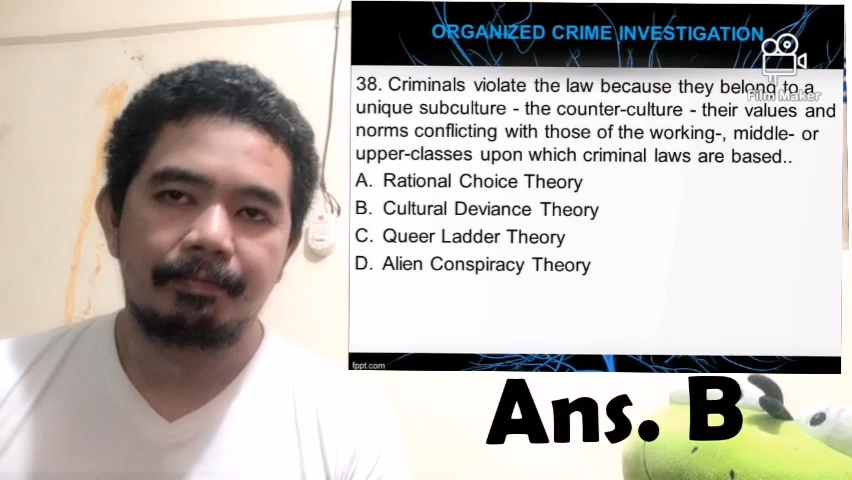 ORGANIZED CRIME INVESTIGATION
38. Criminals violate the law because they belong to a
unique subculture - the counter-culture - their values and
norms conflicting with those of the working-, middle- or
upper-classes upon which criminal laws are based..
A. Rational Choice Theory
B. Cultural Deviance Theory
C. Queer Ladder Theory
D. Alien Conspiracy Theory
Film Maker
fppt.com
Ans. B